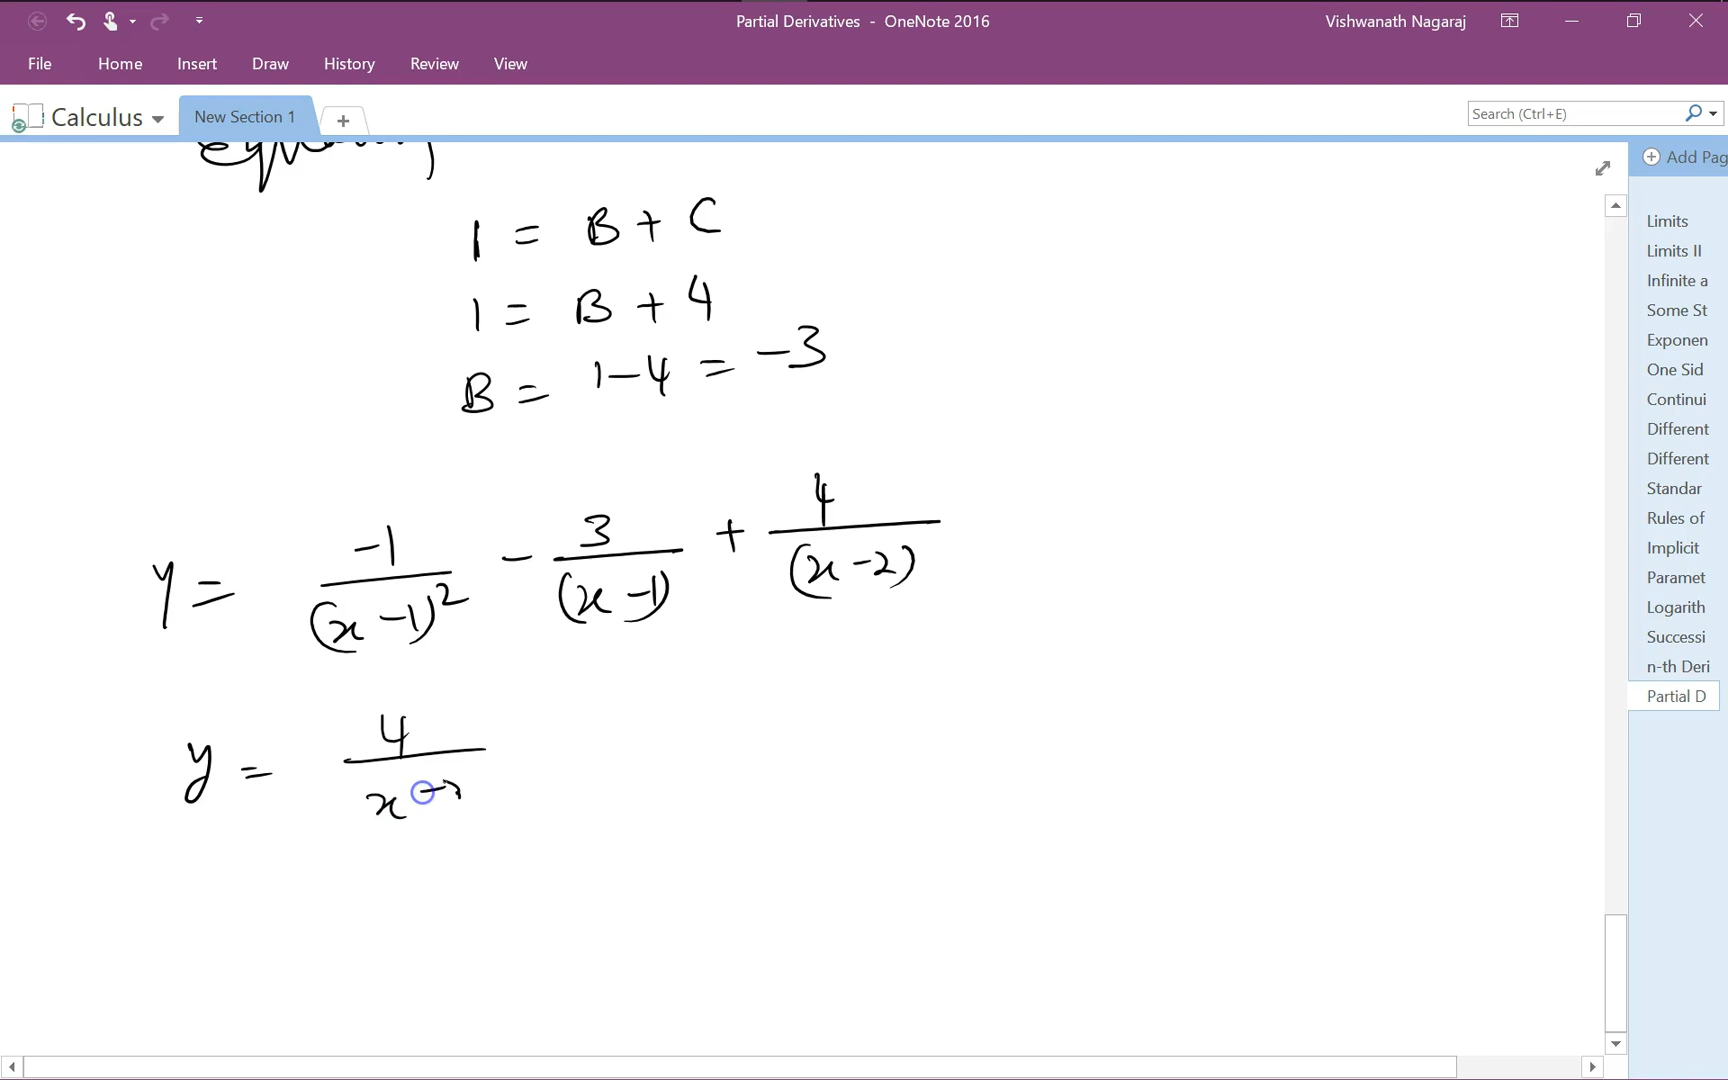 Partial Derivatives - OneNote 2016
Vishwanath Nagaraj
File Home Insert Draw History Review View
Calculus
New Section 1
+
Search (Ctrl+E)
Add Pag
1 = B + C
1 = B + 4
B = 1-4 = -3
y = -1/(x-1)² - 3/(x-1) + 4/(x-2)
y = 4/x-
Limits
Limits II
Infinite a
Some St
Exponen
One Sid
Continui
Different
Different
Standar
Rules of
Implicit
Paramet
Logarith
Successi
n-th Deri
Partial D